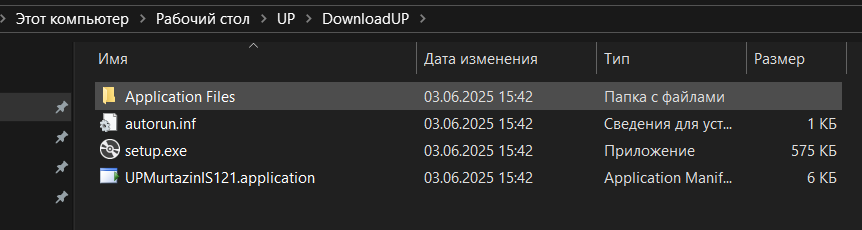 Этот компьютер > Рабочий стол > UP > DownloadUP >
Имя Дата изменения Тип Размер
Application Files 03.06.2025 15:42 Папка с файлами
autorun.inf 03.06.2025 15:42 Сведения для уст... 1 КБ
setup.exe 03.06.2025 15:42 Приложение 575 КБ
UPMurtazinIS121.application 03.06.2025 15:42 Application Manif... 6 КБ